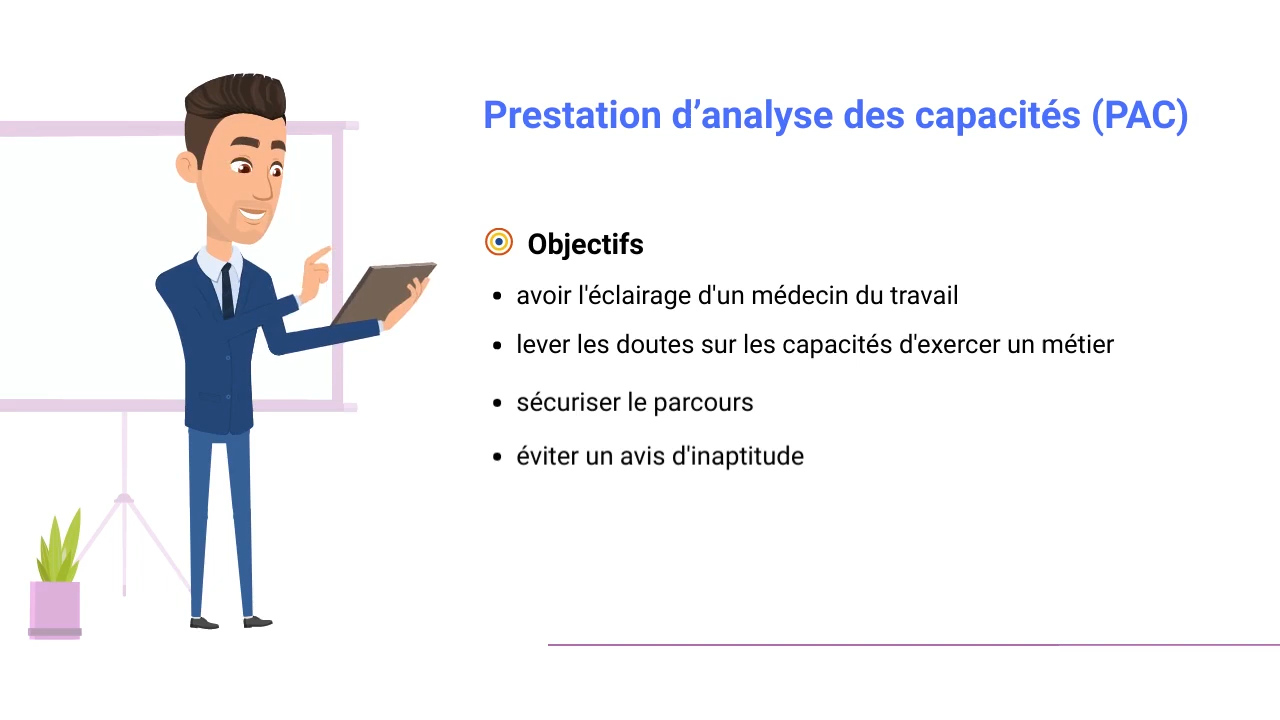 Prestation d’analyse des capacités (PAC)
Objectifs
• avoir l'éclairage d'un médecin du travail
• lever les doutes sur les capacités d'exercer un métier
• sécuriser le parcours
• éviter un avis d'inaptitude